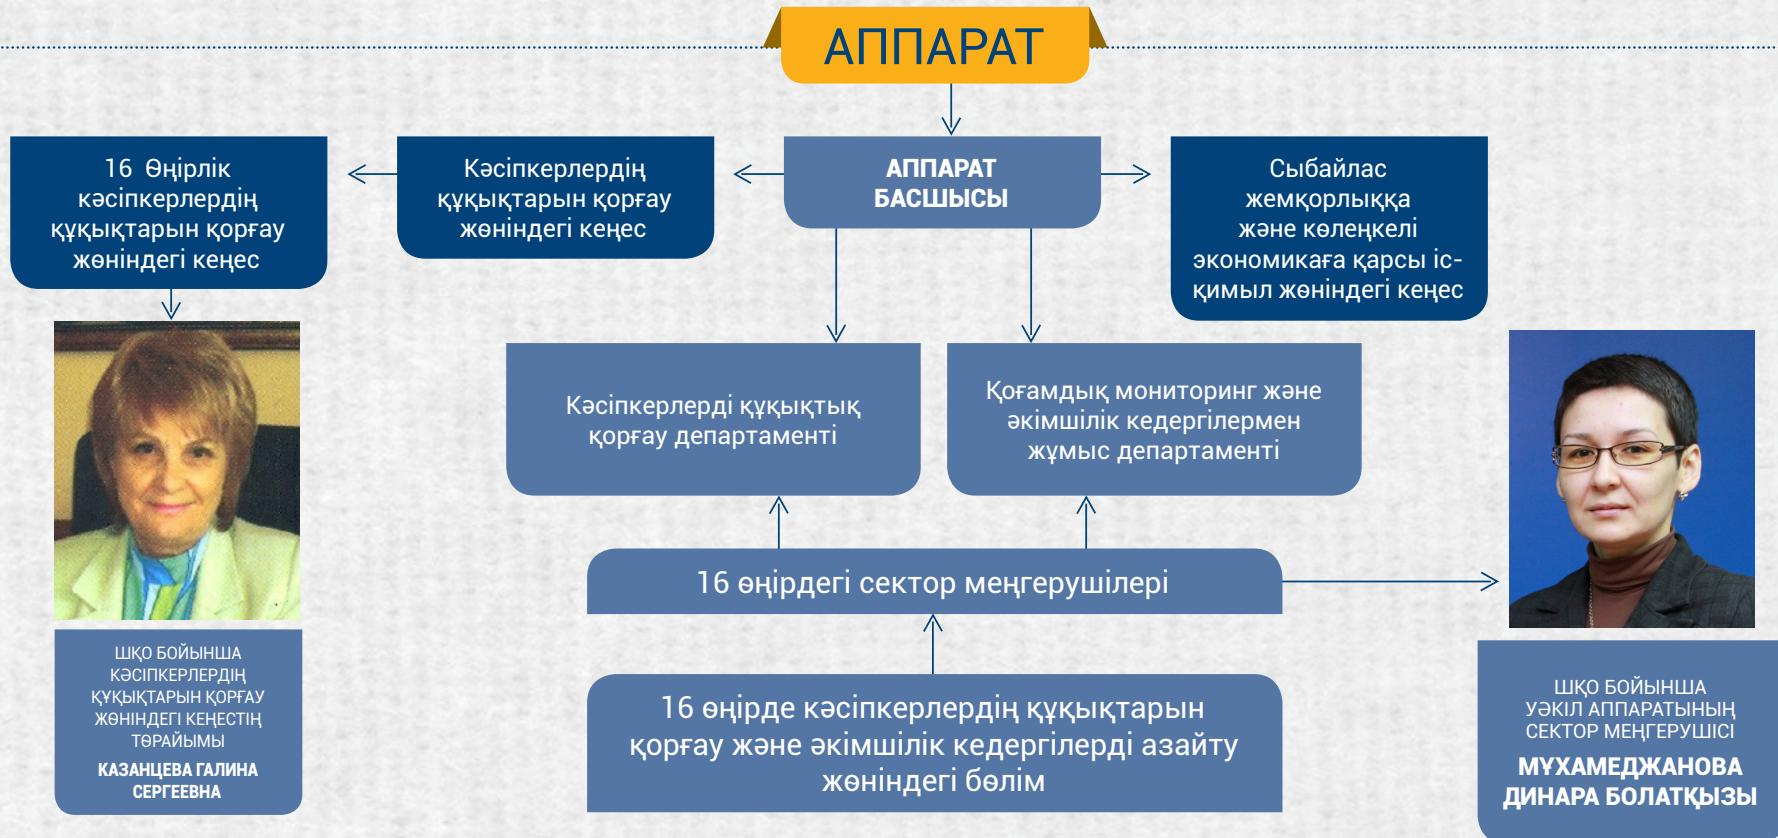 АППАРАТ
16 Өңірлік
кәсіпкерлердің
құқықтарын қорғау
жөніндегі кеңес
Кәсіпкерлердің
құқықтарын қорғау
жөніндегі кеңес
АППАРАТ
БАСШЫСЫ
Сыбайлас
жемқорлыққа
және көлеңкелі
экономикаға қарсы іс-
қимыл жөніндегі кеңес
Кәсіпкерлерді құқықтық
қорғау департаменті
Қоғамдық мониторинг және
әкімшілік кедергілермен
жұмыс департаменті
16 өңірдегі сектор меңгерушілері
16 өңірде кәсіпкерлердің құқықтарын
қорғау және әкімшілік кедергілерді азайту
жөніндегі бөлім
ШҚО БОЙЫНША
КӘСІПКЕРЛЕРДІҢ
ҚҰҚЫҚТАРЫН ҚОРҒАУ
ЖӨНІНДЕГІ КЕҢЕСТІҢ
ТӨРАЙЫМЫ
КАЗАНЦЕВА ГАЛИНА
СЕРГЕЕВНА
ШҚО БОЙЫНША
УӘКІЛ АППАРАТЫНЫҢ
СЕКТОР МЕҢГЕРУШІСІ
МҰХАМЕДЖАНОВА
ДИНАРА БОЛАТҚЫЗЫ